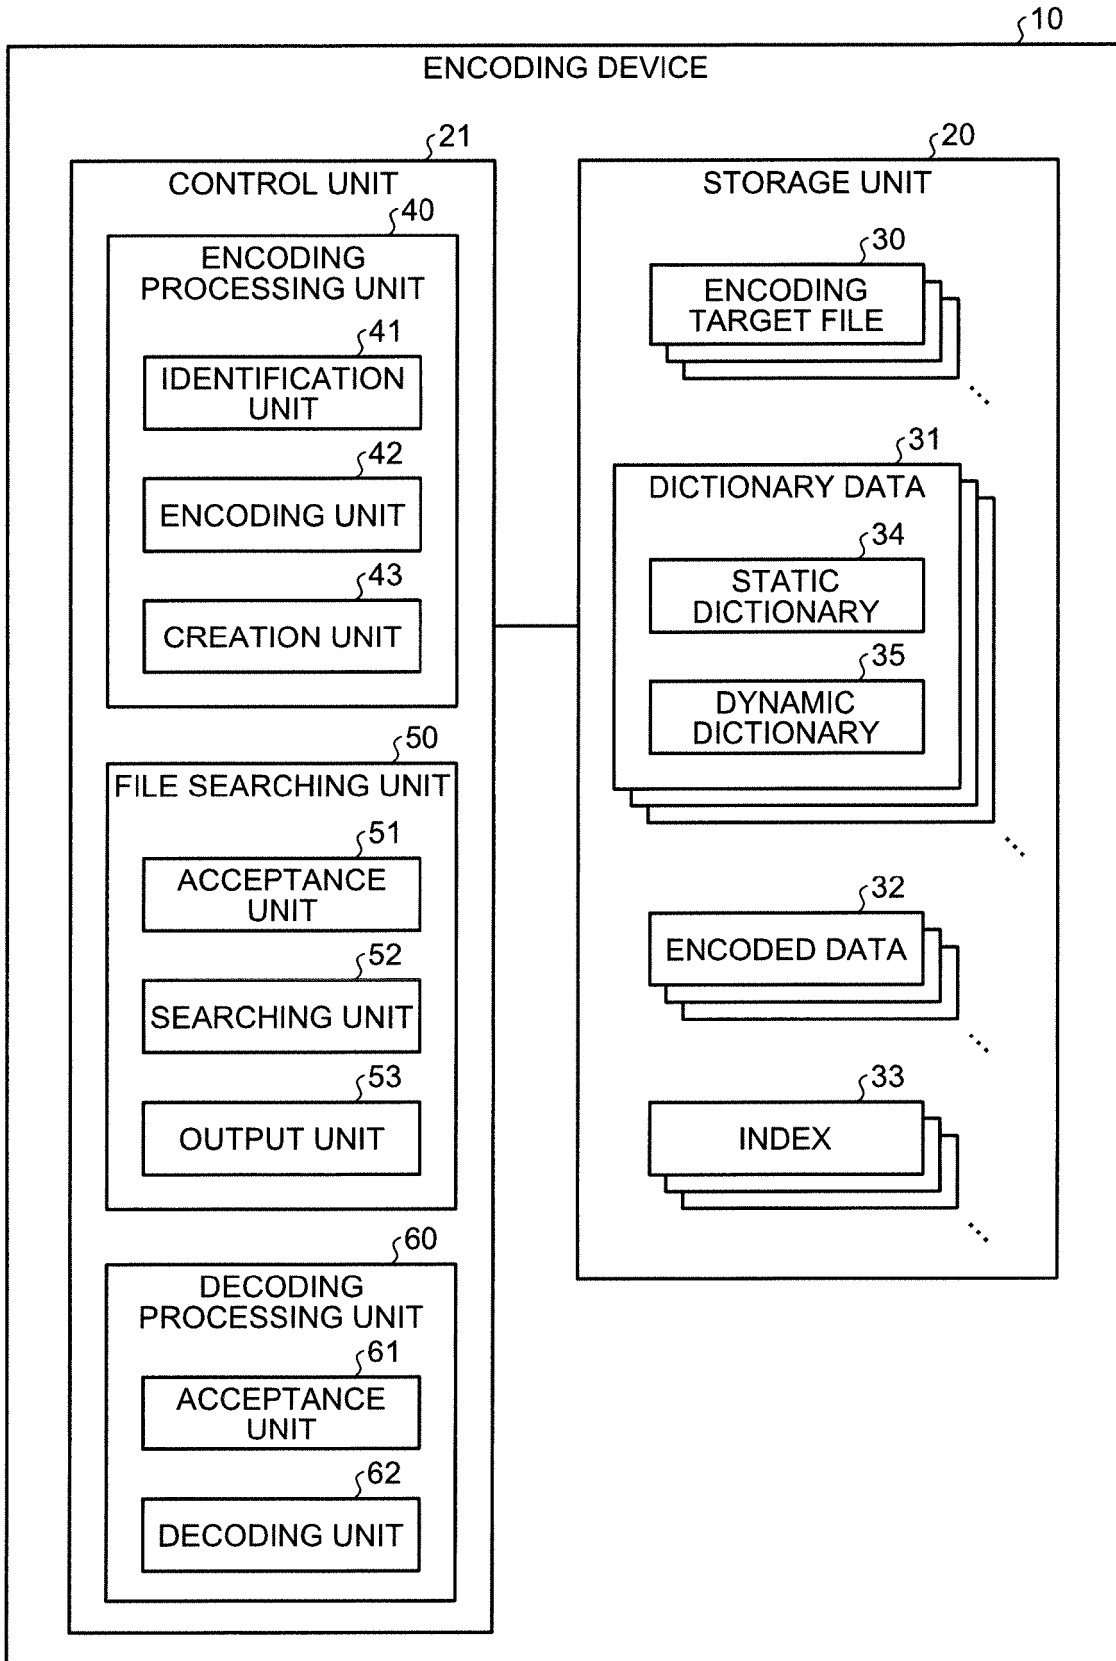 10
ENCODING DEVICE
21
CONTROL UNIT
40
ENCODING
PROCESSING UNIT
41
IDENTIFICATION
UNIT
42
ENCODING UNIT
43
CREATION UNIT
50
FILE SEARCHING UNIT
51
ACCEPTANCE
UNIT
52
SEARCHING UNIT
53
OUTPUT UNIT
60
DECODING
PROCESSING UNIT
61
ACCEPTANCE
UNIT
62
DECODING UNIT
20
STORAGE UNIT
30
ENCODING
TARGET FILE
31
DICTIONARY DATA
34
STATIC
DICTIONARY
35
DYNAMIC
DICTIONARY
32
ENCODED DATA
33
INDEX